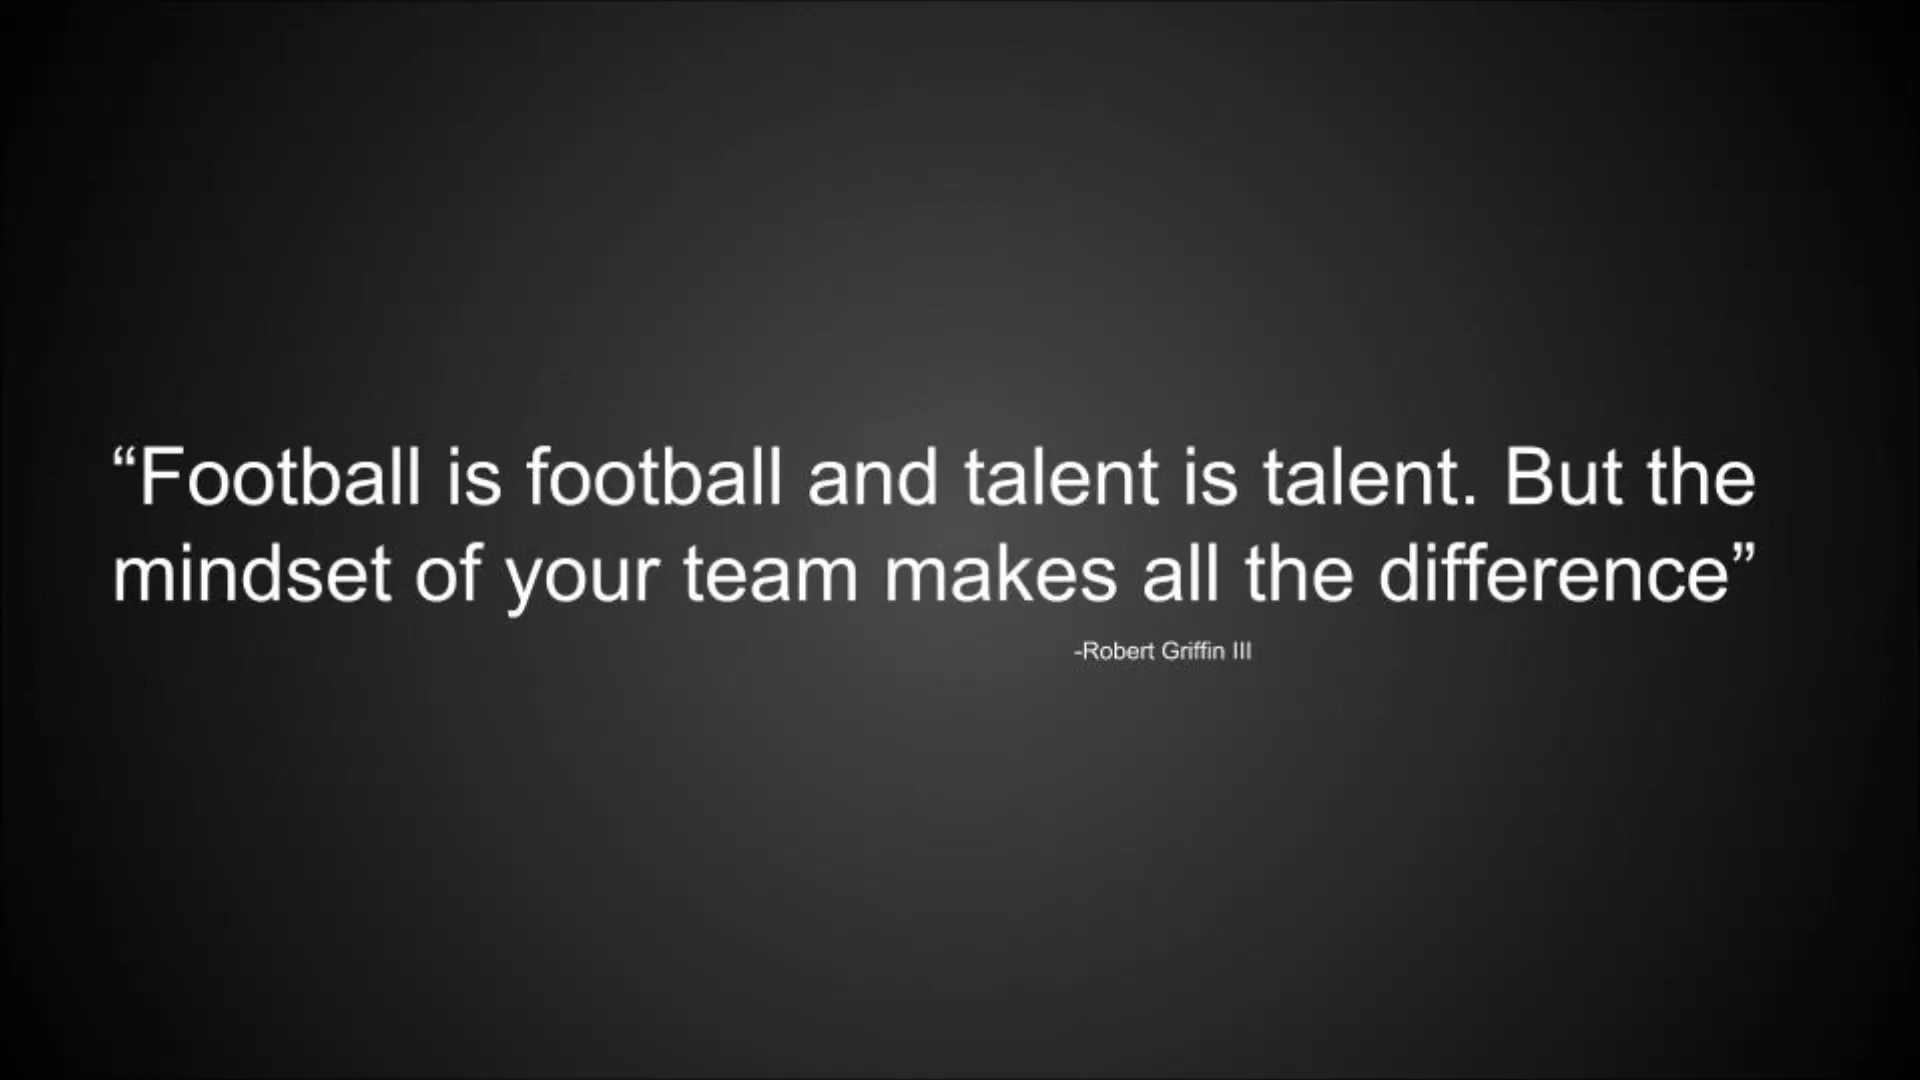 “Football is football and talent is talent. But the
mindset of your team makes all the difference”
-Robert Griffin III